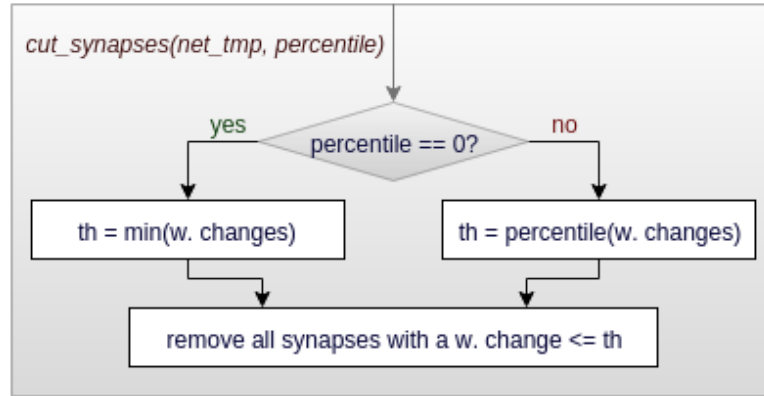 cut_synapses(net_tmp, percentile)
yes
no
percentile == 0?
th = min(w. changes)
th = percentile(w. changes)
remove all synapses with a w. change <= th